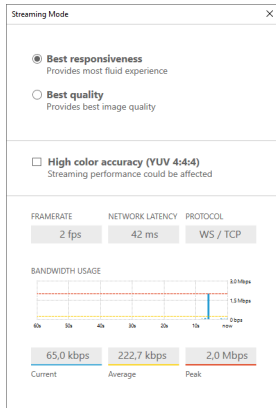 Streaming Mode
Best responsiveness
Provides most fluid experience
Best quality
Provides best image quality
High color accuracy (YUV 4:4:4)
Streaming performance could be affected
FRAMERATE NETWORK LATENCY PROTOCOL
2 fps 42 ms WS / TCP
BANDWIDTH USAGE
3,0 Mbps
1,5 Mbps
0 bps
60s 50s 40s 30s 20s 10s now
65,0 kbps 222,7 kbps 2,0 Mbps
Current Average Peak